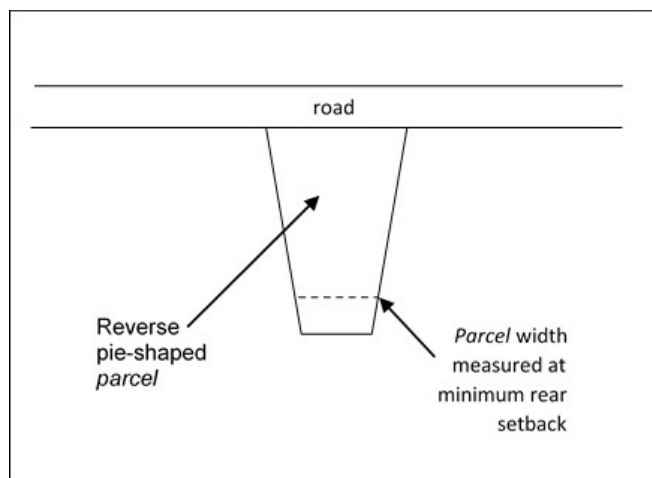 road
Reverse
pie-shaped
parcel
Parcel width
measured at
minimum rear
setback